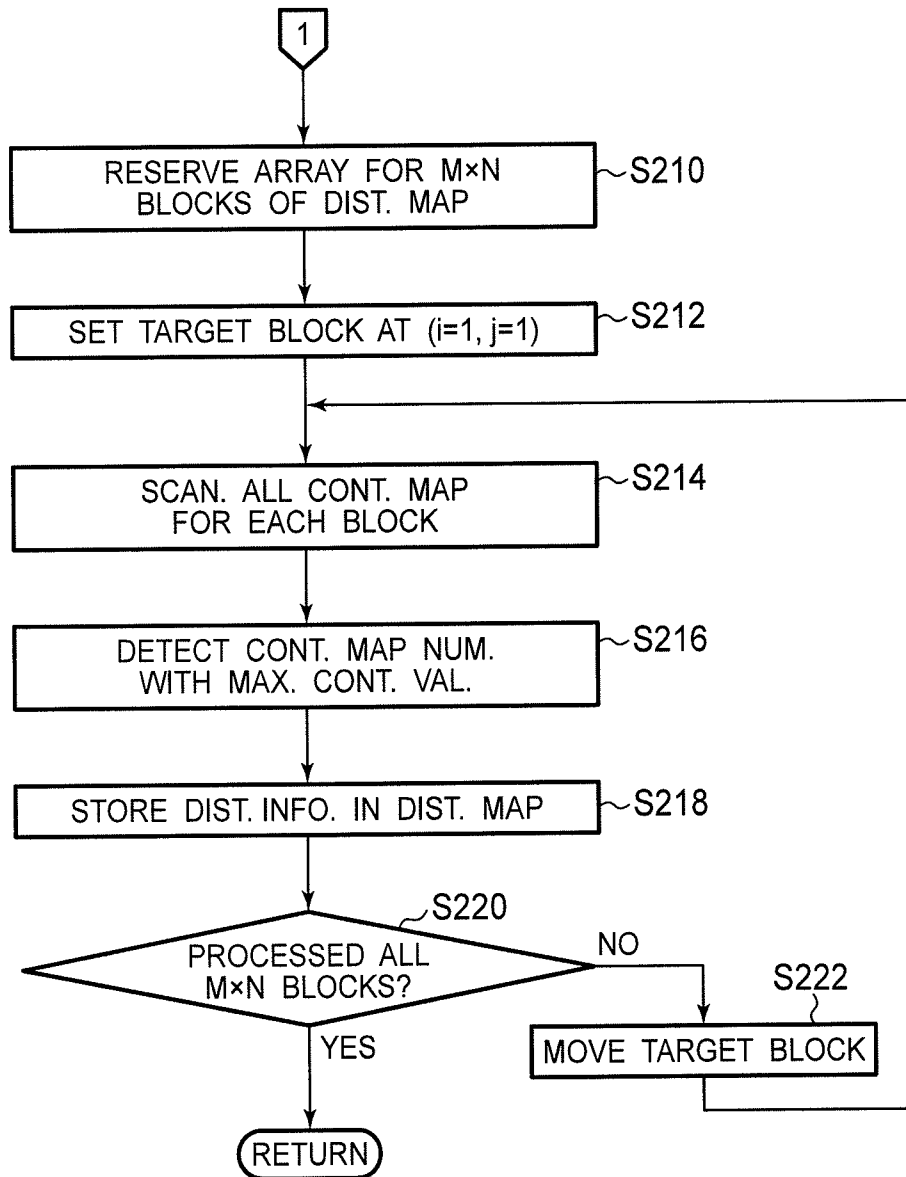 1
RESERVE ARRAY FOR M×N
BLOCKS OF DIST. MAP
S210
SET TARGET BLOCK AT (i=1, j=1)
S212
SCAN. ALL CONT. MAP
FOR EACH BLOCK
S214
DETECT CONT. MAP NUM.
WITH MAX. CONT. VAL.
S216
STORE DIST. INFO. IN DIST. MAP
S218
S220
PROCESSED ALL
M×N BLOCKS?
NO
YES
S222
MOVE TARGET BLOCK
RETURN